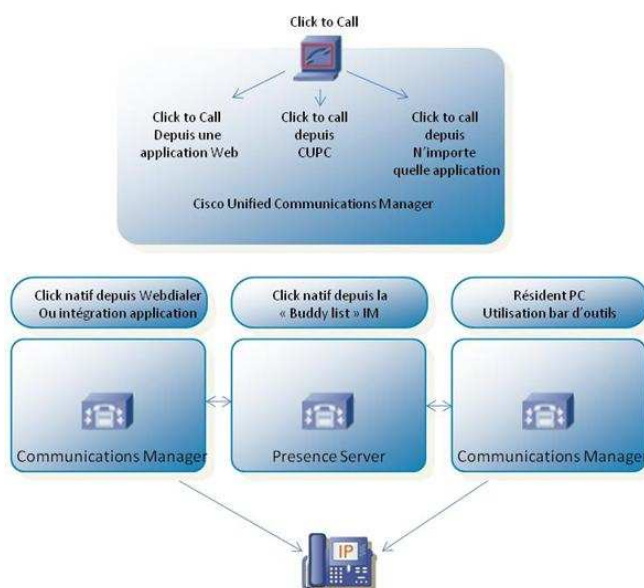 Click to Call
Click to Call
Depuis une
application Web
Click to call
depuis
CUPC
Click to call
depuis
N'importe
quelle application
Cisco Unified Communications Manager
Click natif depuis Webdialer
Ou intégration application
Click natif depuis la
« Buddy list » IM
Résident PC
Utilisation bar d'outils
Communications Manager
Presence Server
Communications Manager
IP